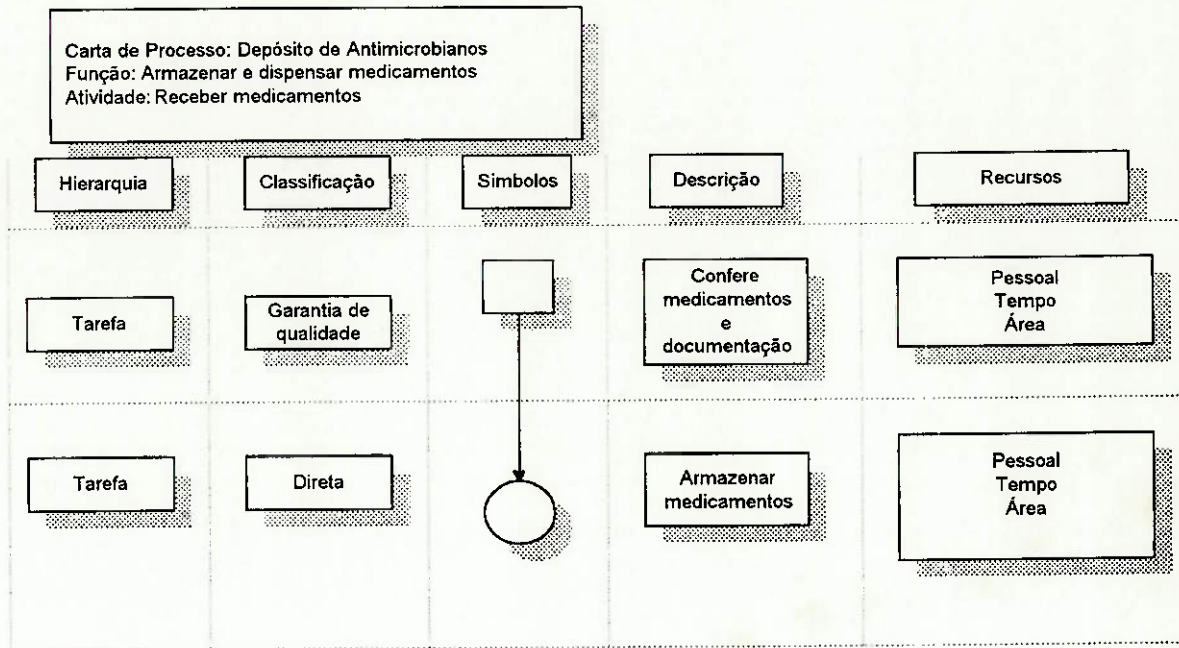 Carta de Processo: Depósito de Antimicrobianos
Função: Armazenar e dispensar medicamentos
Atividade: Receber medicamentos
Hierarquia
Classificação
Simbolos
Descrição
Recursos
Tarefa
Garantia de
qualidade
Confere
medicamentos
e
documentação
Pessoal
Tempo
Área
Tarefa
Direta
Armazenar
medicamentos
Pessoal
Tempo
Área